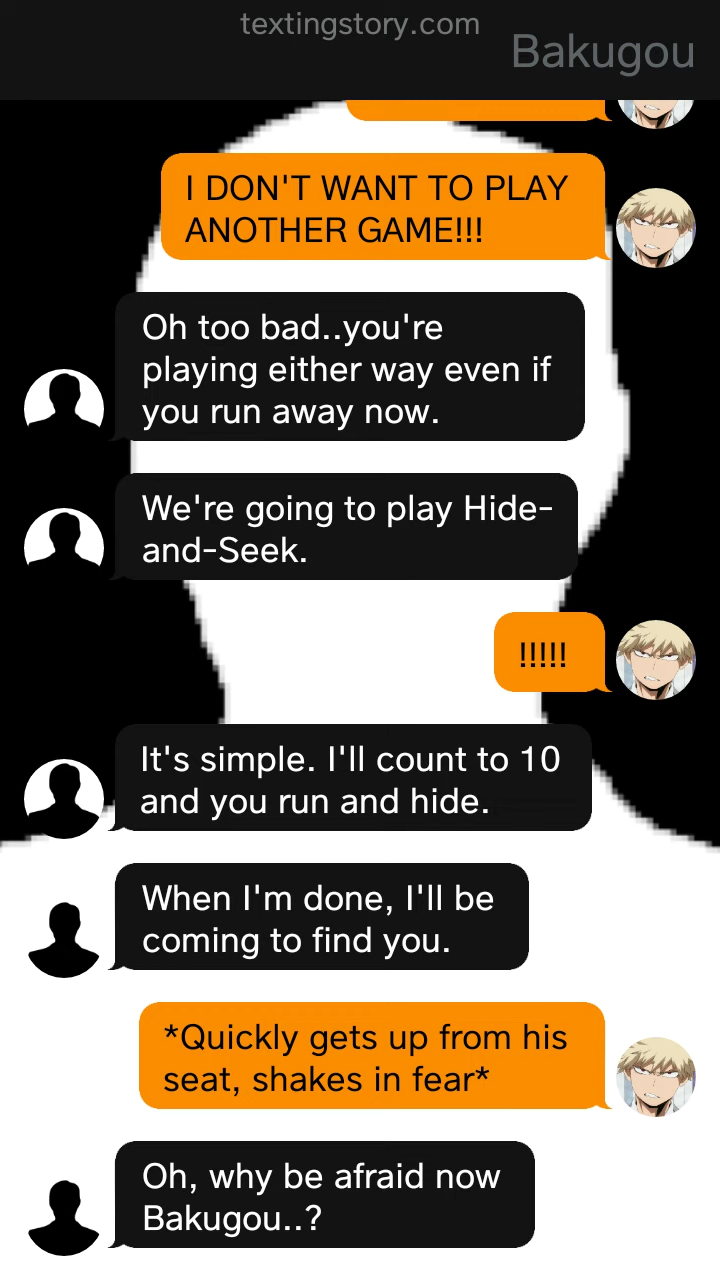 textingstory.com
Bakugou
I DON'T WANT TO PLAY
ANOTHER GAME!!!
Oh too bad..you're
playing either way even if
you run away now.
We're going to play Hide-
and-Seek.
!!!!!
It's simple. I'll count to 10
and you run and hide.
When I'm done, I'll be
coming to find you.
*Quickly gets up from his
seat, shakes in fear*
Oh, why be afraid now
Bakugou..?